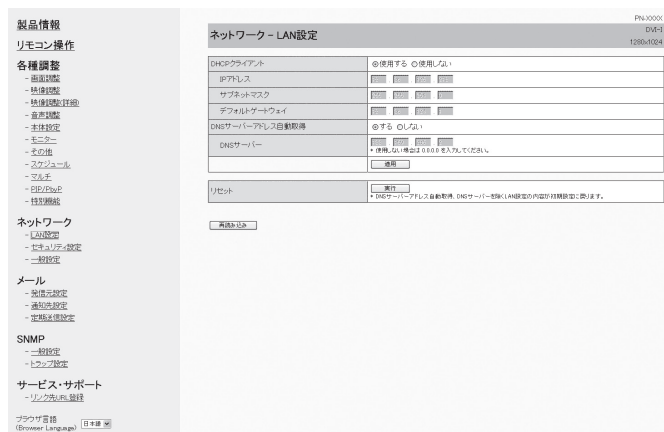 製品情報
リモコン操作
各種調整
- 画面調整
- 映像調整
- 映像調整(詳細)
- 音声調整
- 本体設定
- モニター
- その他
- スケジュール
- マルチ
- PIP/PbyP
- 特別機能
ネットワーク
- LAN設定
- セキュリティ設定
- 一般設定
メール
- 発信元設定
- 通知先設定
- 定期送信設定
SNMP
- 一般設定
- トラップ設定
サービス・サポート
- リンク先URL登録
ブラウザ言語
(Browser Language) 日本語
PN-XXXX
ネットワーク - LAN設定
DVI-I
1280x1024
DHCPクライアント 使用する 使用しない
IPアドレス
サブネットマスク
デフォルトゲートウェイ
DNSサーバーアドレス自動取得 する しない
DNSサーバー
* 使用しない場合は 0.0.0.0 を入力してください。
適用
リセット 実行
* DNSサーバーアドレス自動取得、DNSサーバーを除くLAN設定の内容が初期設定に戻ります。
再読み込み